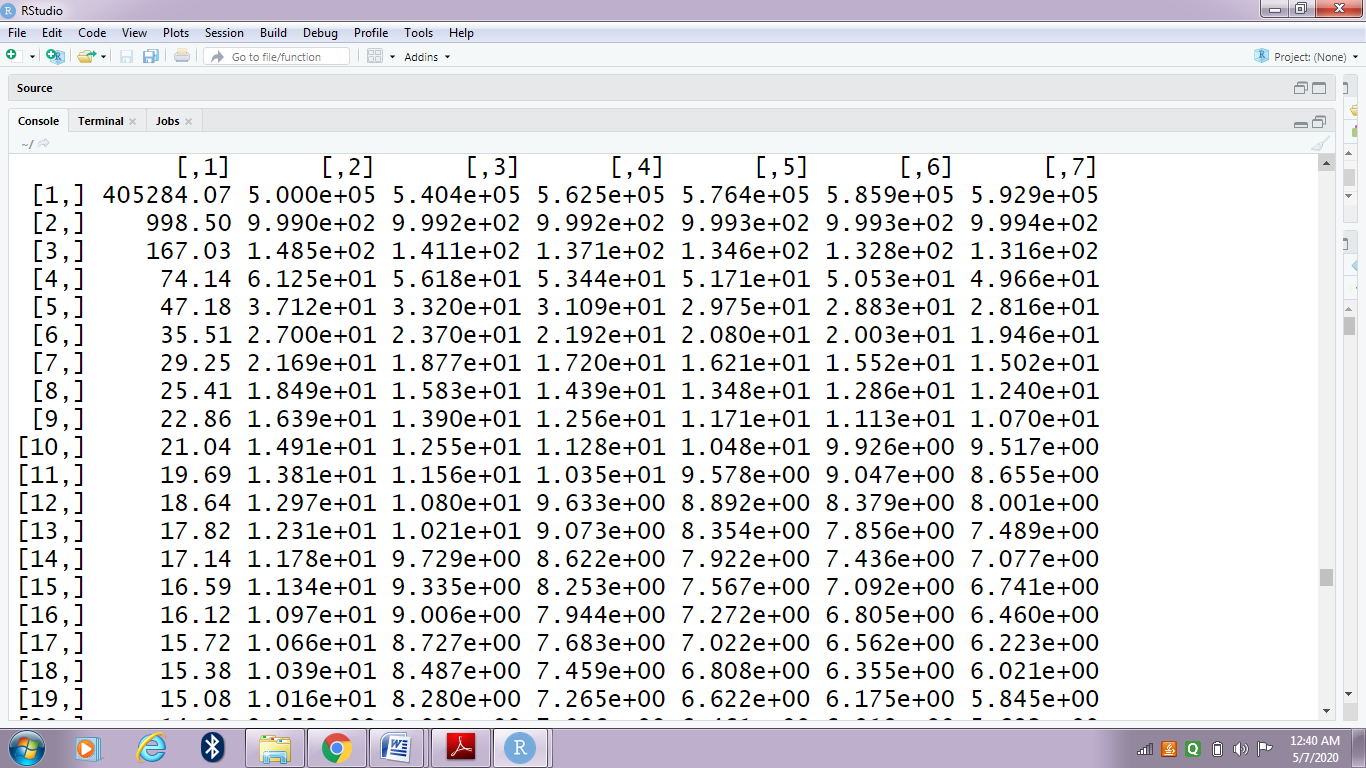 RStudio
File Edit Code View Plots Session Build Debug Profile Tools Help
Go to file/function Addins Project: (None)
Source
Console Terminal Jobs
~/
[,1] [,2] [,3] [,4] [,5] [,6] [,7]
[1,] 405284.07 5.000e+05 5.404e+05 5.625e+05 5.764e+05 5.859e+05 5.929e+05
[2,] 998.50 9.990e+02 9.992e+02 9.992e+02 9.993e+02 9.993e+02 9.994e+02
[3,] 167.03 1.485e+02 1.411e+02 1.371e+02 1.346e+02 1.328e+02 1.316e+02
[4,] 74.14 6.125e+01 5.618e+01 5.344e+01 5.171e+01 5.053e+01 4.966e+01
[5,] 47.18 3.712e+01 3.320e+01 3.109e+01 2.975e+01 2.883e+01 2.816e+01
[6,] 35.51 2.700e+01 2.370e+01 2.192e+01 2.080e+01 2.003e+01 1.946e+01
[7,] 29.25 2.169e+01 1.877e+01 1.720e+01 1.621e+01 1.552e+01 1.502e+01
[8,] 25.41 1.849e+01 1.583e+01 1.439e+01 1.348e+01 1.286e+01 1.240e+01
[9,] 22.86 1.639e+01 1.390e+01 1.256e+01 1.171e+01 1.113e+01 1.070e+01
[10,] 21.04 1.491e+01 1.255e+01 1.128e+01 1.048e+01 9.926e+00 9.517e+00
[11,] 19.69 1.381e+01 1.156e+01 1.035e+01 9.578e+00 9.047e+00 8.655e+00
[12,] 18.64 1.297e+01 1.080e+01 9.633e+00 8.892e+00 8.379e+00 8.001e+00
[13,] 17.82 1.231e+01 1.021e+01 9.073e+00 8.354e+00 7.856e+00 7.489e+00
[14,] 17.14 1.178e+01 9.729e+00 8.622e+00 7.922e+00 7.436e+00 7.077e+00
[15,] 16.59 1.134e+01 9.335e+00 8.253e+00 7.567e+00 7.092e+00 6.741e+00
[16,] 16.12 1.097e+01 9.006e+00 7.944e+00 7.272e+00 6.805e+00 6.460e+00
[17,] 15.72 1.066e+01 8.727e+00 7.683e+00 7.022e+00 6.562e+00 6.223e+00
[18,] 15.38 1.039e+01 8.487e+00 7.459e+00 6.808e+00 6.355e+00 6.021e+00
[19,] 15.08 1.016e+01 8.280e+00 7.265e+00 6.622e+00 6.175e+00 5.845e+00
12:40 AM
5/7/2020